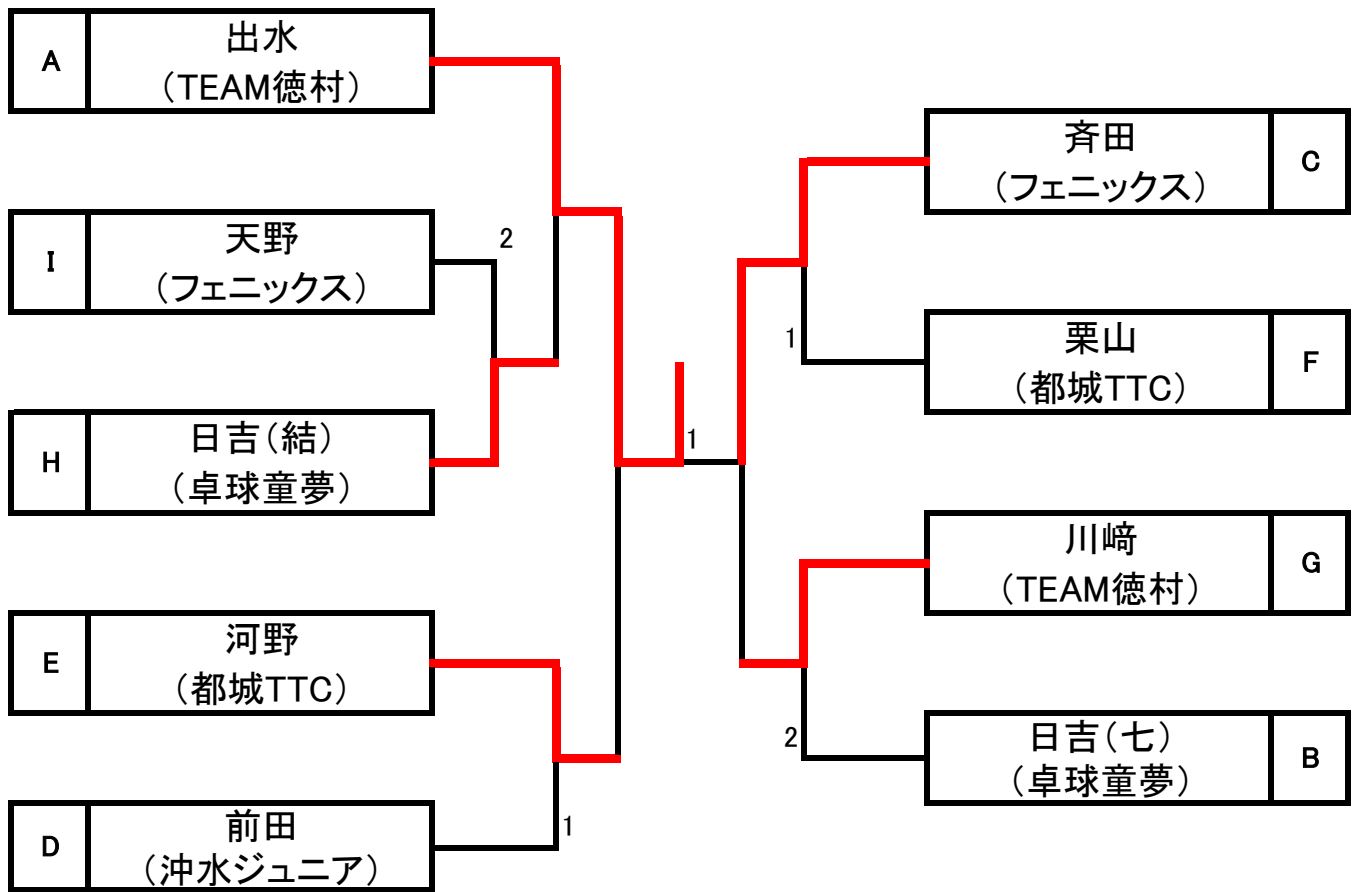 A
出水
(TEAM徳村)
I
天野
(フェニックス)
2
H
日吉(結)
(卓球童夢)
E
河野
(都城TTC)
D
前田
(沖水ジュニア)
1
1
斉田
(フェニックス)
C
1
栗山
(都城TTC)
F
川﨑
(TEAM徳村)
G
2
日吉(七)
(卓球童夢)
B